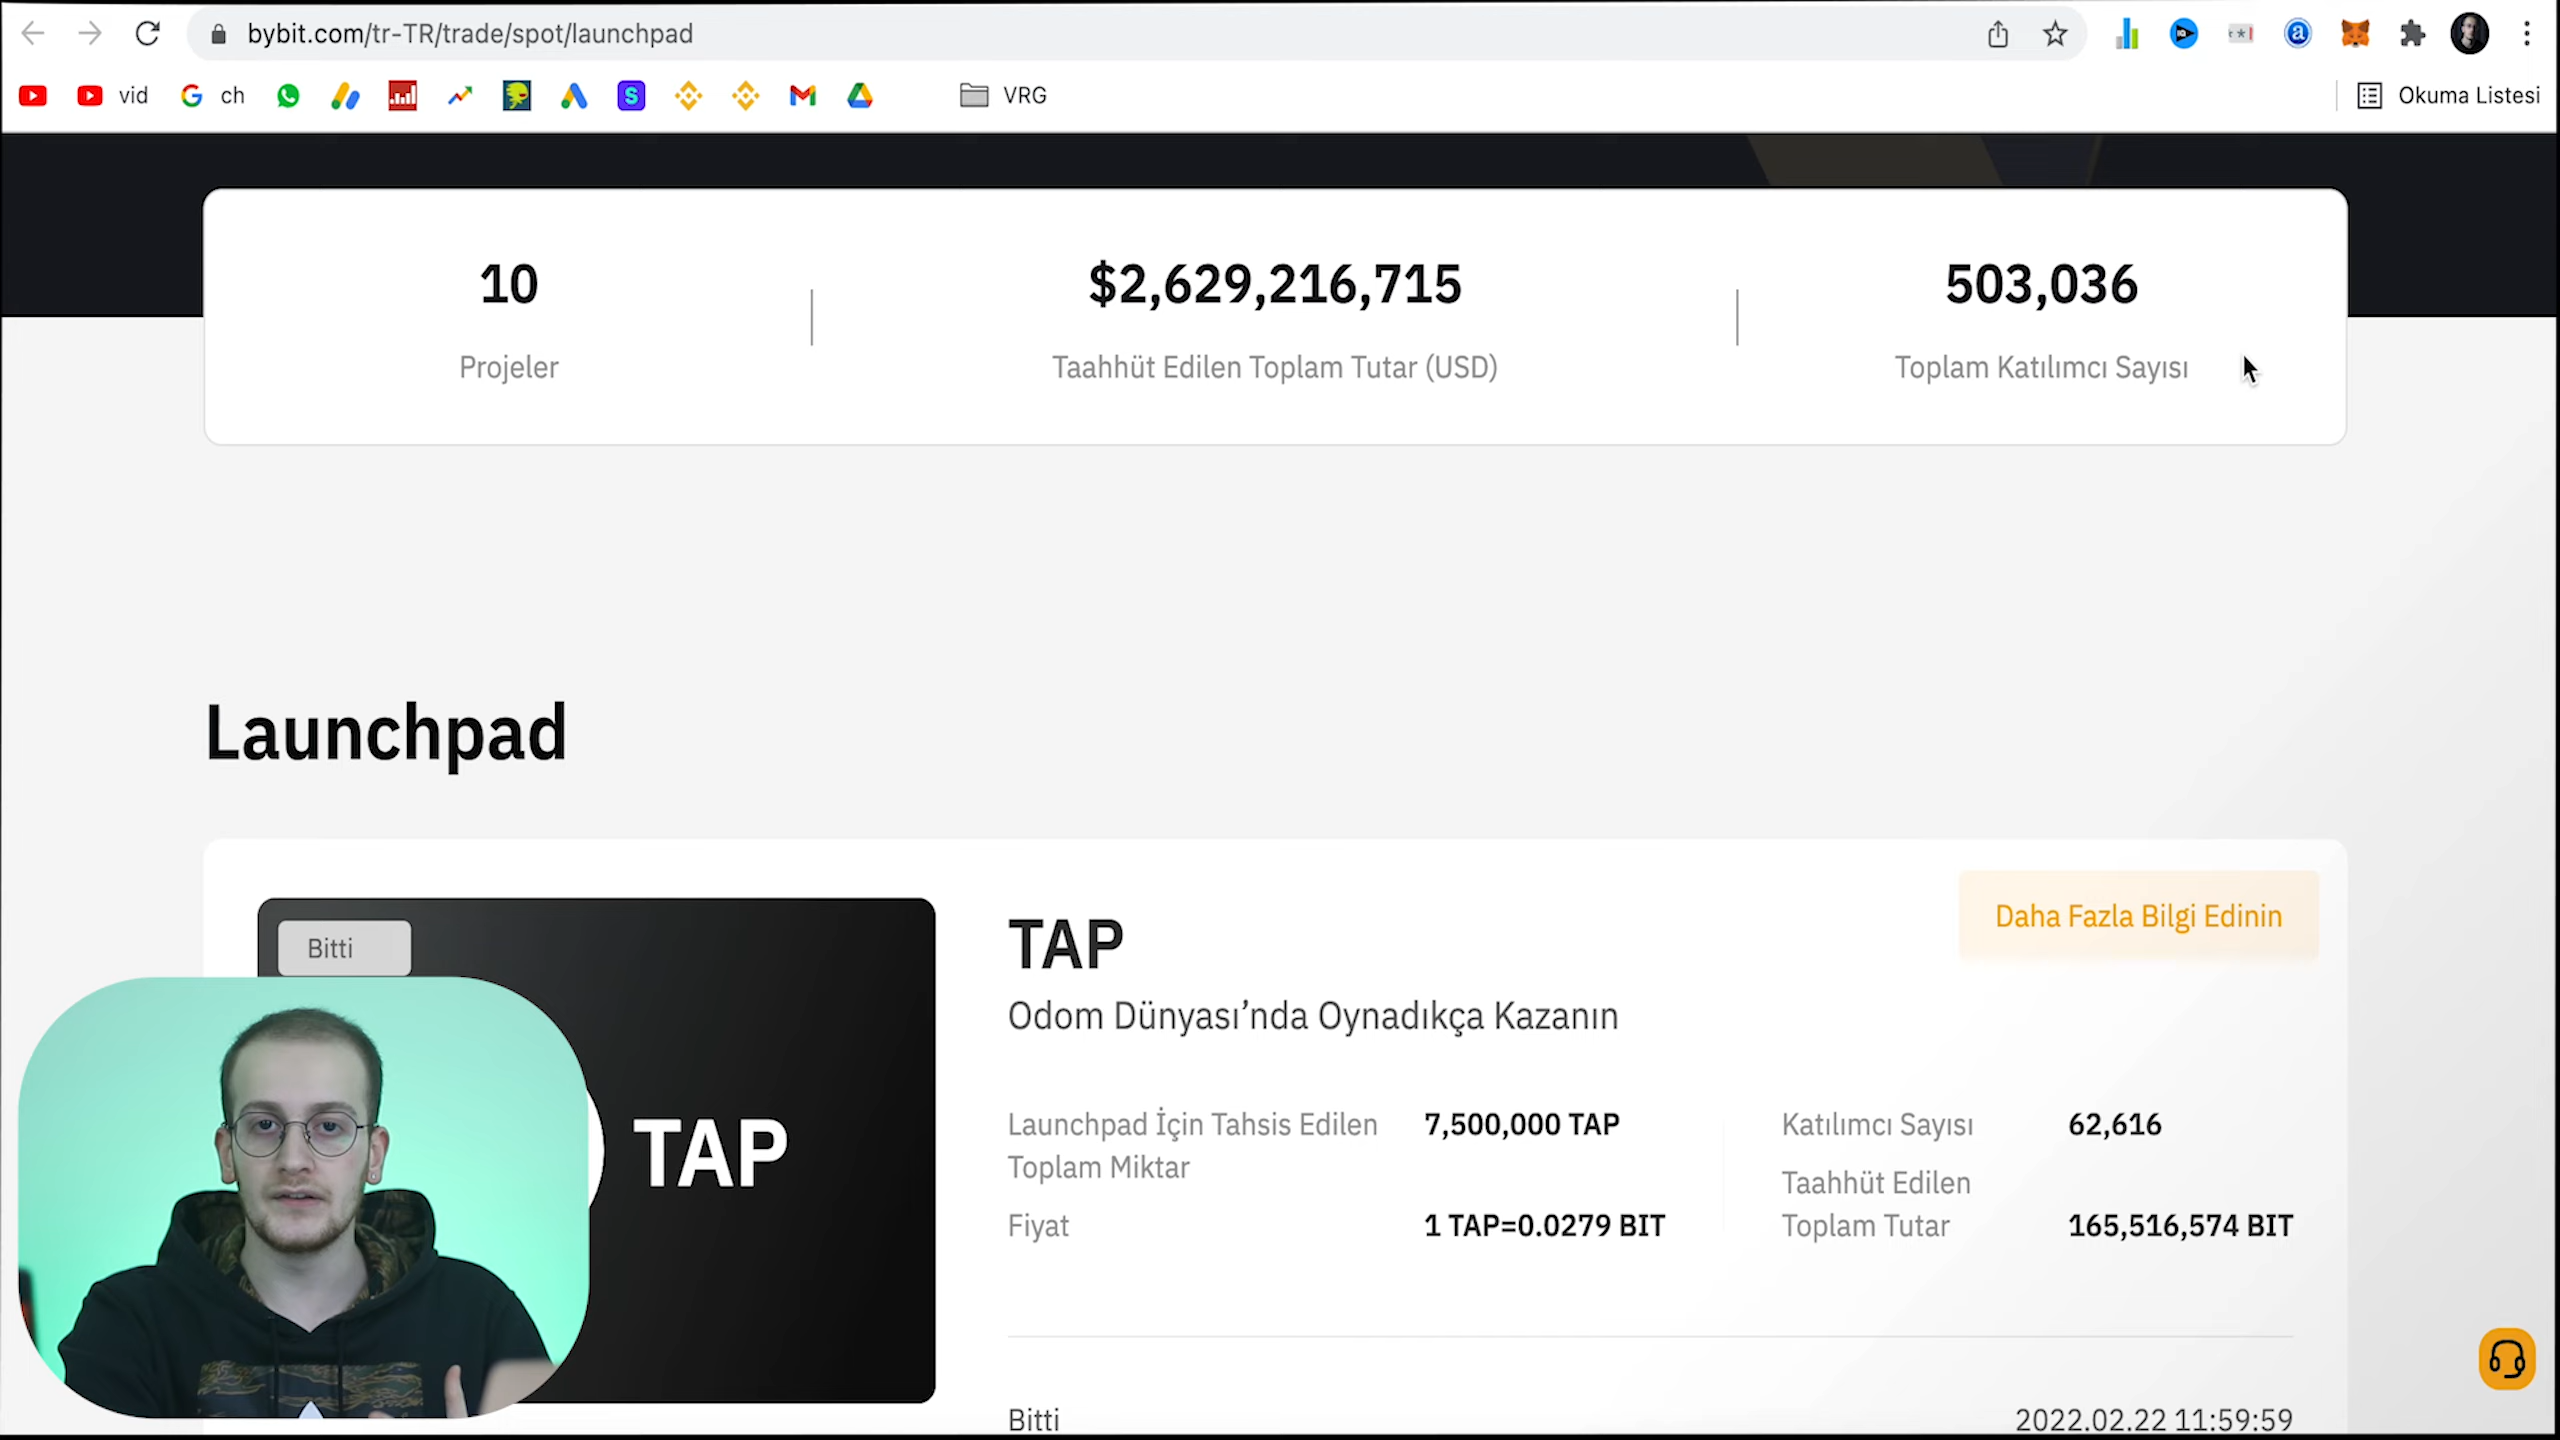 bybit.com/tr-TR/trade/spot/launchpad
vid
ch
VRG
Okuma Listesi
10
$2,629,216,715
503,036
Projeler
Taahhüt Edilen Toplam Tutar (USD)
Toplam Katılımcı Sayısı
Launchpad
Bitti
TAP
TAP
Daha Fazla Bilgi Edinin
Odom Dünyası’nda Oynadıkça Kazanın
Launchpad İçin Tahsis Edilen
Toplam Miktar
7,500,000 TAP
Katılımcı Sayısı
62,616
Fiyat
1 TAP=0.0279 BIT
Taahhüt Edilen
Toplam Tutar
165,516,574 BIT
Bitti
2022.02.22 11:59:59